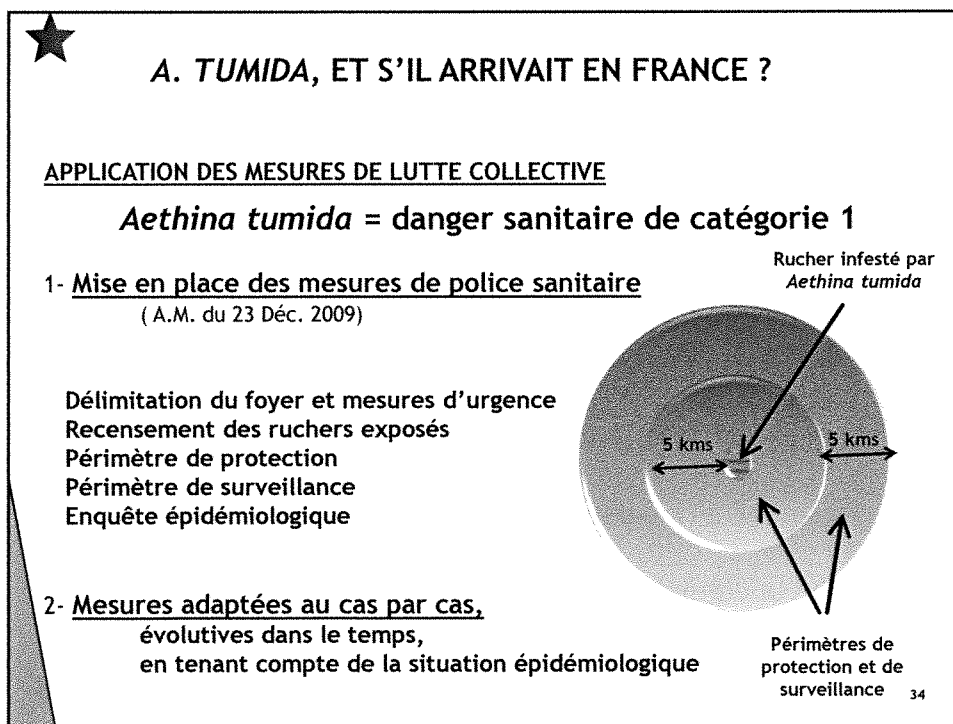 A. TUMIDA, ET S'IL ARRIVAIT EN FRANCE ?
APPLICATION DES MESURES DE LUTTE COLLECTIVE
Aethina tumida = danger sanitaire de catégorie 1
1- Mise en place des mesures de police sanitaire
( A.M. du 23 Déc. 2009)
Rucher infesté par
Aethina tumida
Délimitation du foyer et mesures d'urgence
Recensement des ruchers exposés
Périmètre de protection
Périmètre de surveillance
Enquête épidémiologique
5 kms
5 kms
2- Mesures adaptées au cas par cas,
évolutives dans le temps,
en tenant compte de la situation épidémiologique
Périmètres de
protection et de
surveillance
34